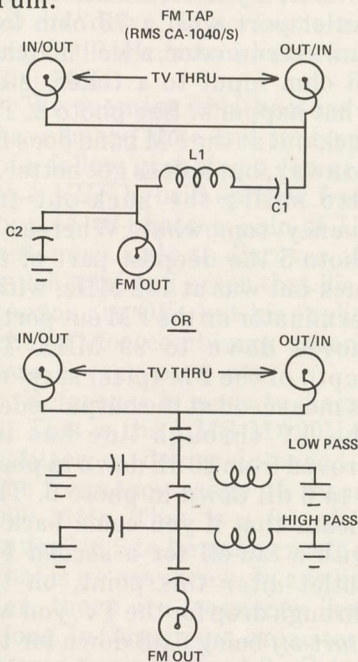 rum.
FM TAP
(RMS CA-1040/S)
IN/OUT
OUT/IN
TV THRU
L1
C1
C2
FM OUT
OR
IN/OUT
OUT/IN
TV THRU
LOW PASS
HIGH PASS
FM OUT